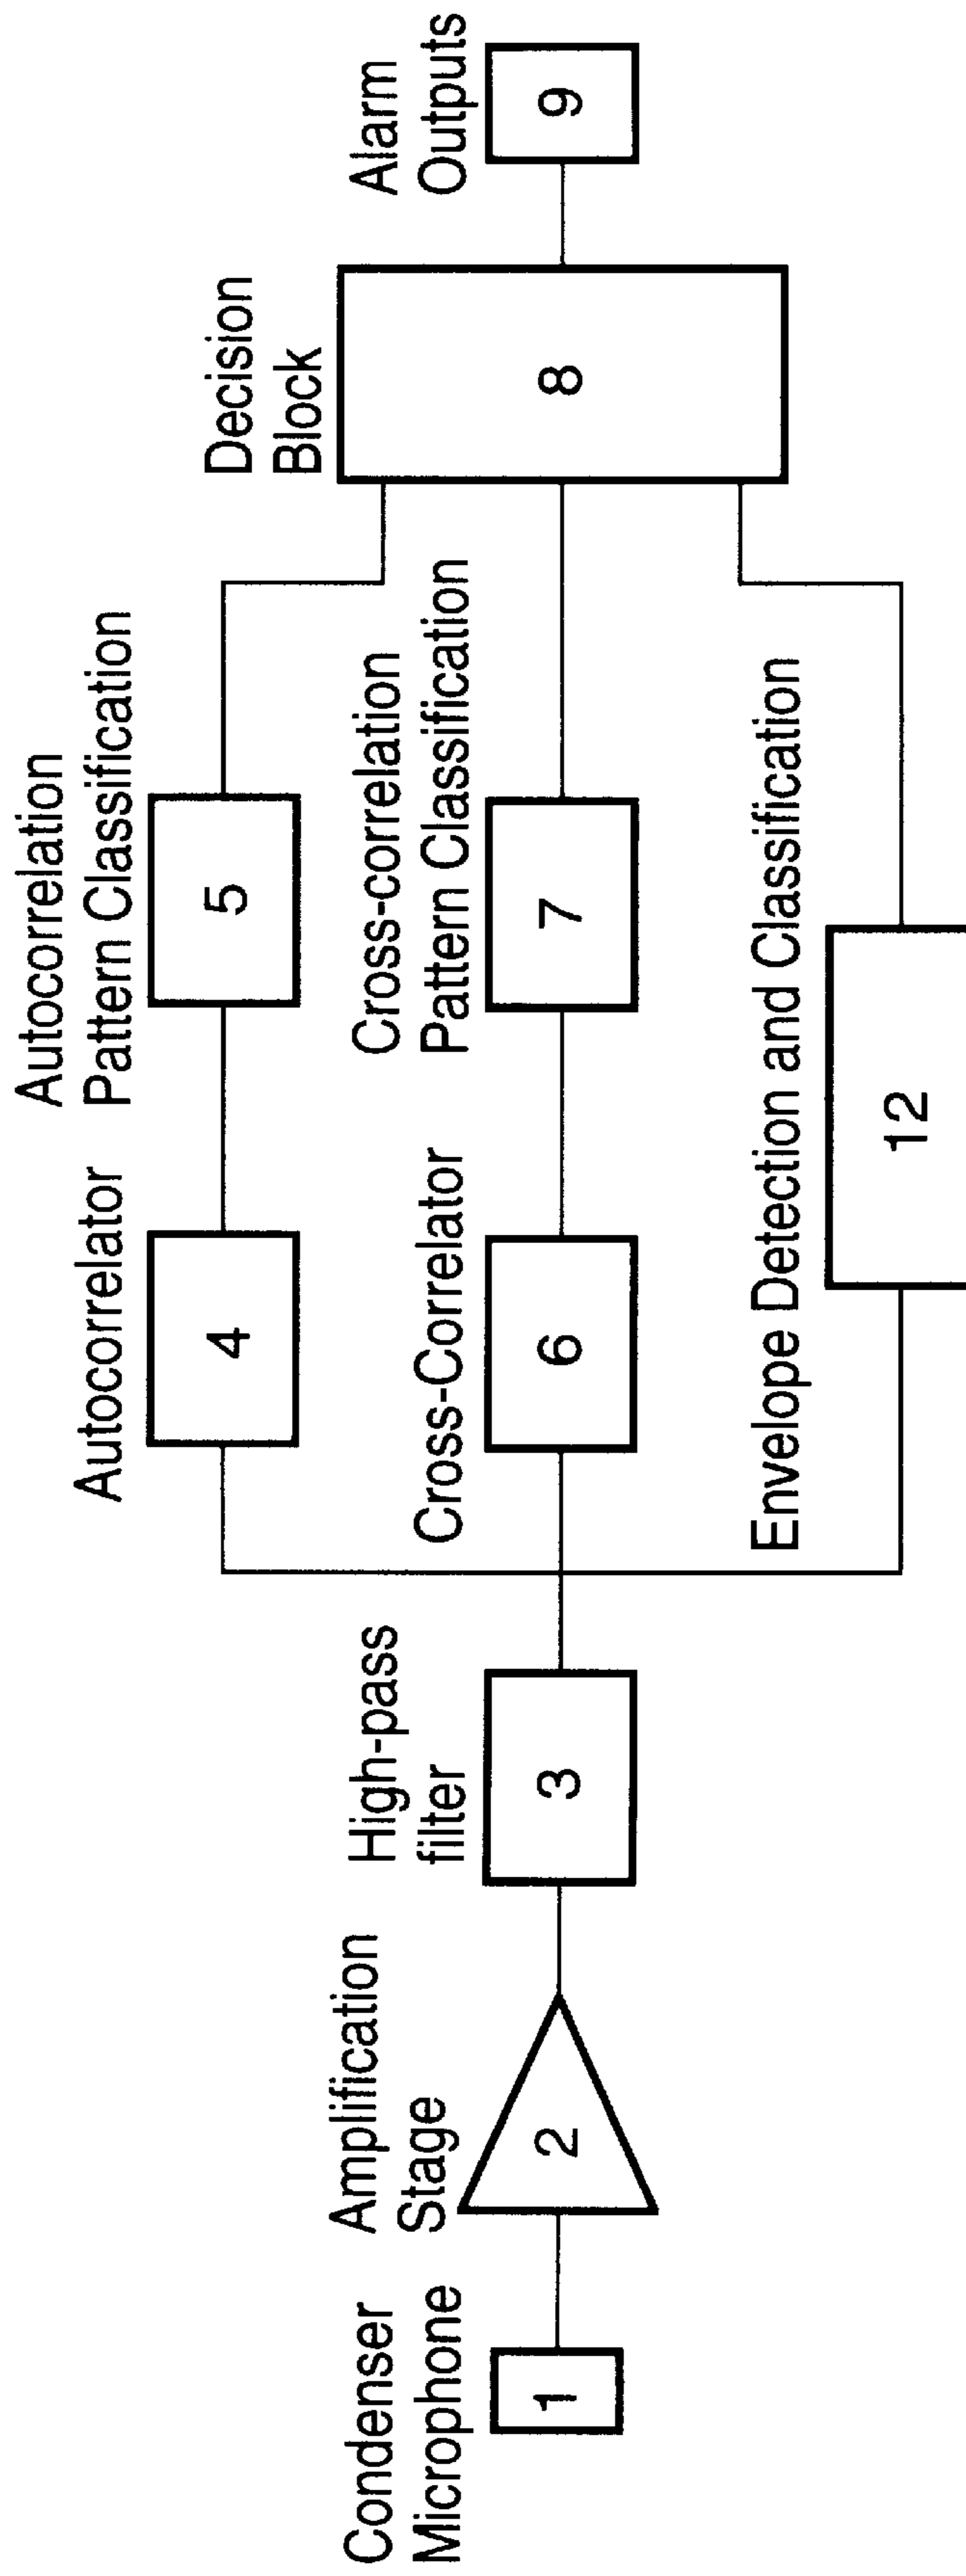 Condenser
Microphone
1
Amplification
Stage
2
High-pass
filter
3
Autocorrelator
4
Autocorrelation
Pattern Classification
5
Cross-Correlator
6
Cross-correlation
Pattern Classification
7
Envelope Detection and Classification
12
Decision
Block
8
Alarm
Outputs
9